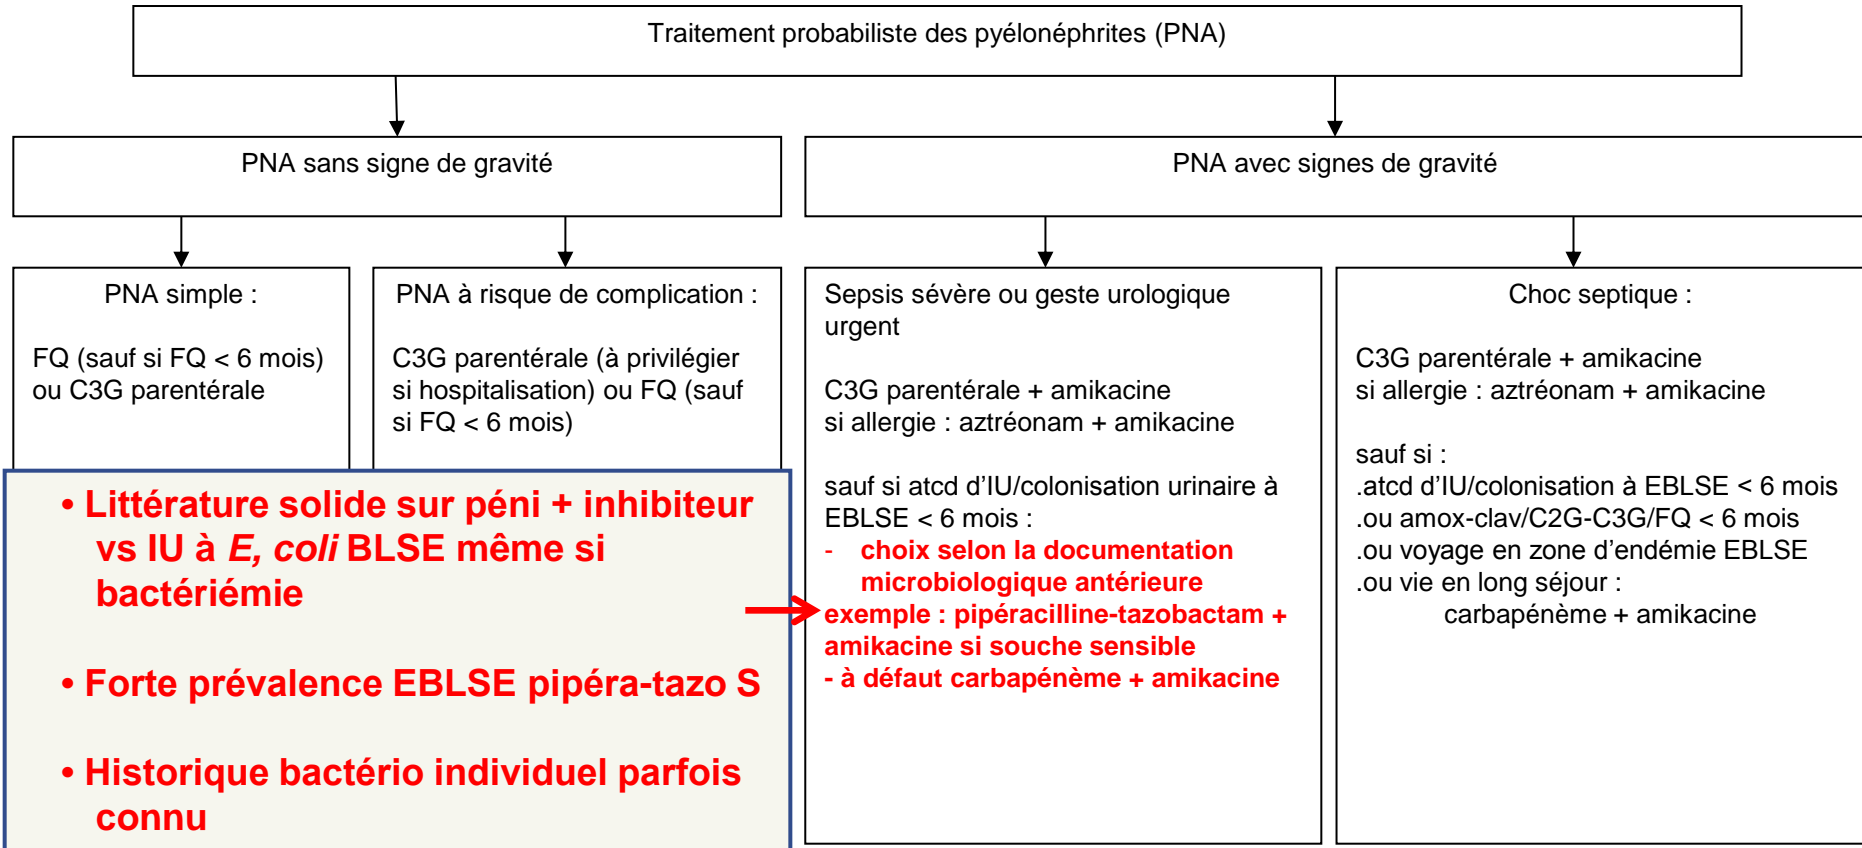 Traitement probabiliste des pyélonéphrites (PNA)
PNA sans signe de gravité
PNA avec signes de gravité
PNA simple :
FQ (sauf si FQ < 6 mois)
ou C3G parentérale
PNA à risque de complication :
C3G parentérale (à privilégier
si hospitalisation) ou FQ (sauf
si FQ < 6 mois)
• Littérature solide sur péni + inhibiteur
vs IU à E, coli BLSE même si
bactériémie
• Forte prévalence EBLSE pipéra-tazo S
• Historique bactério individuel parfois
connu
Sepsis sévère ou geste urologique
urgent
C3G parentérale + amikacine
si allergie : aztréonam + amikacine
sauf si atcd d’IU/colonisation urinaire à
EBLSE < 6 mois :
- choix selon la documentation
microbiologique antérieure
exemple : pipéracilline-tazobactam +
amikacine si souche sensible
- à défaut carbapénème + amikacine
Choc septique :
C3G parentérale + amikacine
si allergie : aztréonam + amikacine
sauf si :
.atcd d’IU/colonisation à EBLSE < 6 mois
.ou amox-clav/C2G-C3G/FQ < 6 mois
.ou voyage en zone d’endémie EBLSE
.ou vie en long séjour :
carbapénème + amikacine